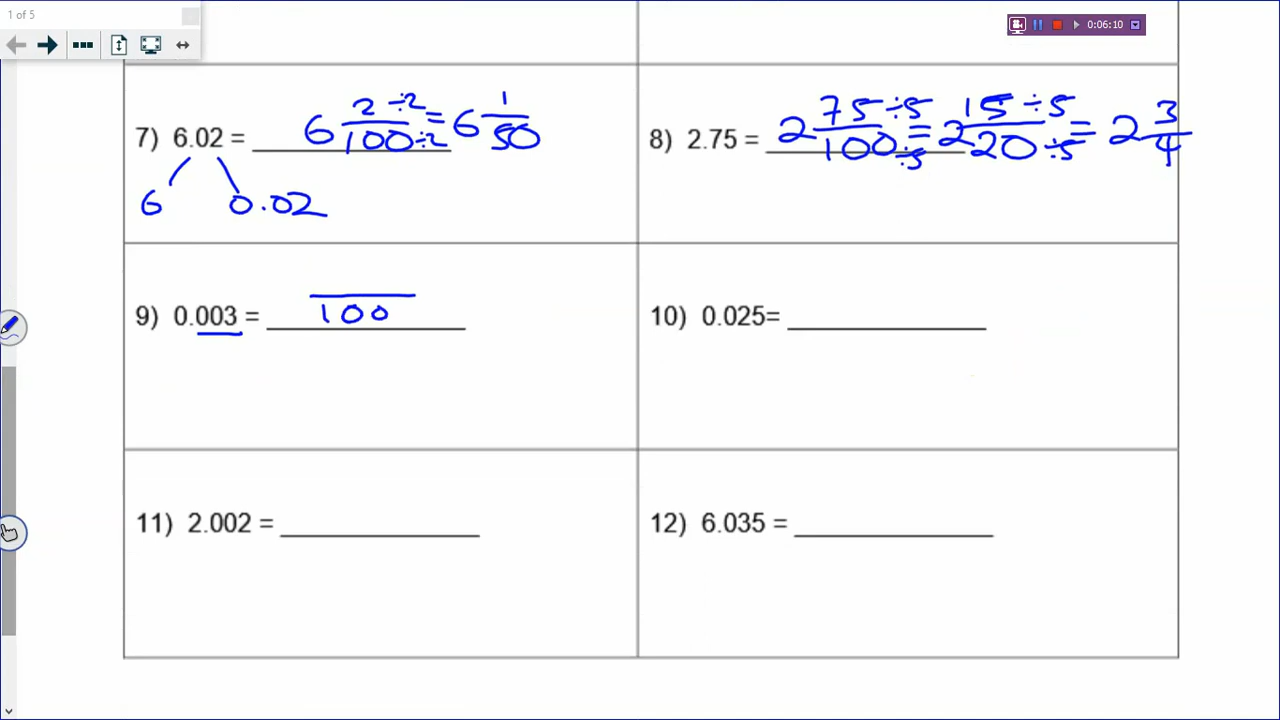 1 of 5
0:06:10
7) 6.02 = 6 2/100 ÷2/÷2 = 6 1/50
6 0.02
8) 2.75 = 2 75/100 ÷5/÷5 = 2 15/20 ÷5/÷5 = 2 3/4
9) 0.003 = 100
10) 0.025=
11) 2.002 =
12) 6.035 =